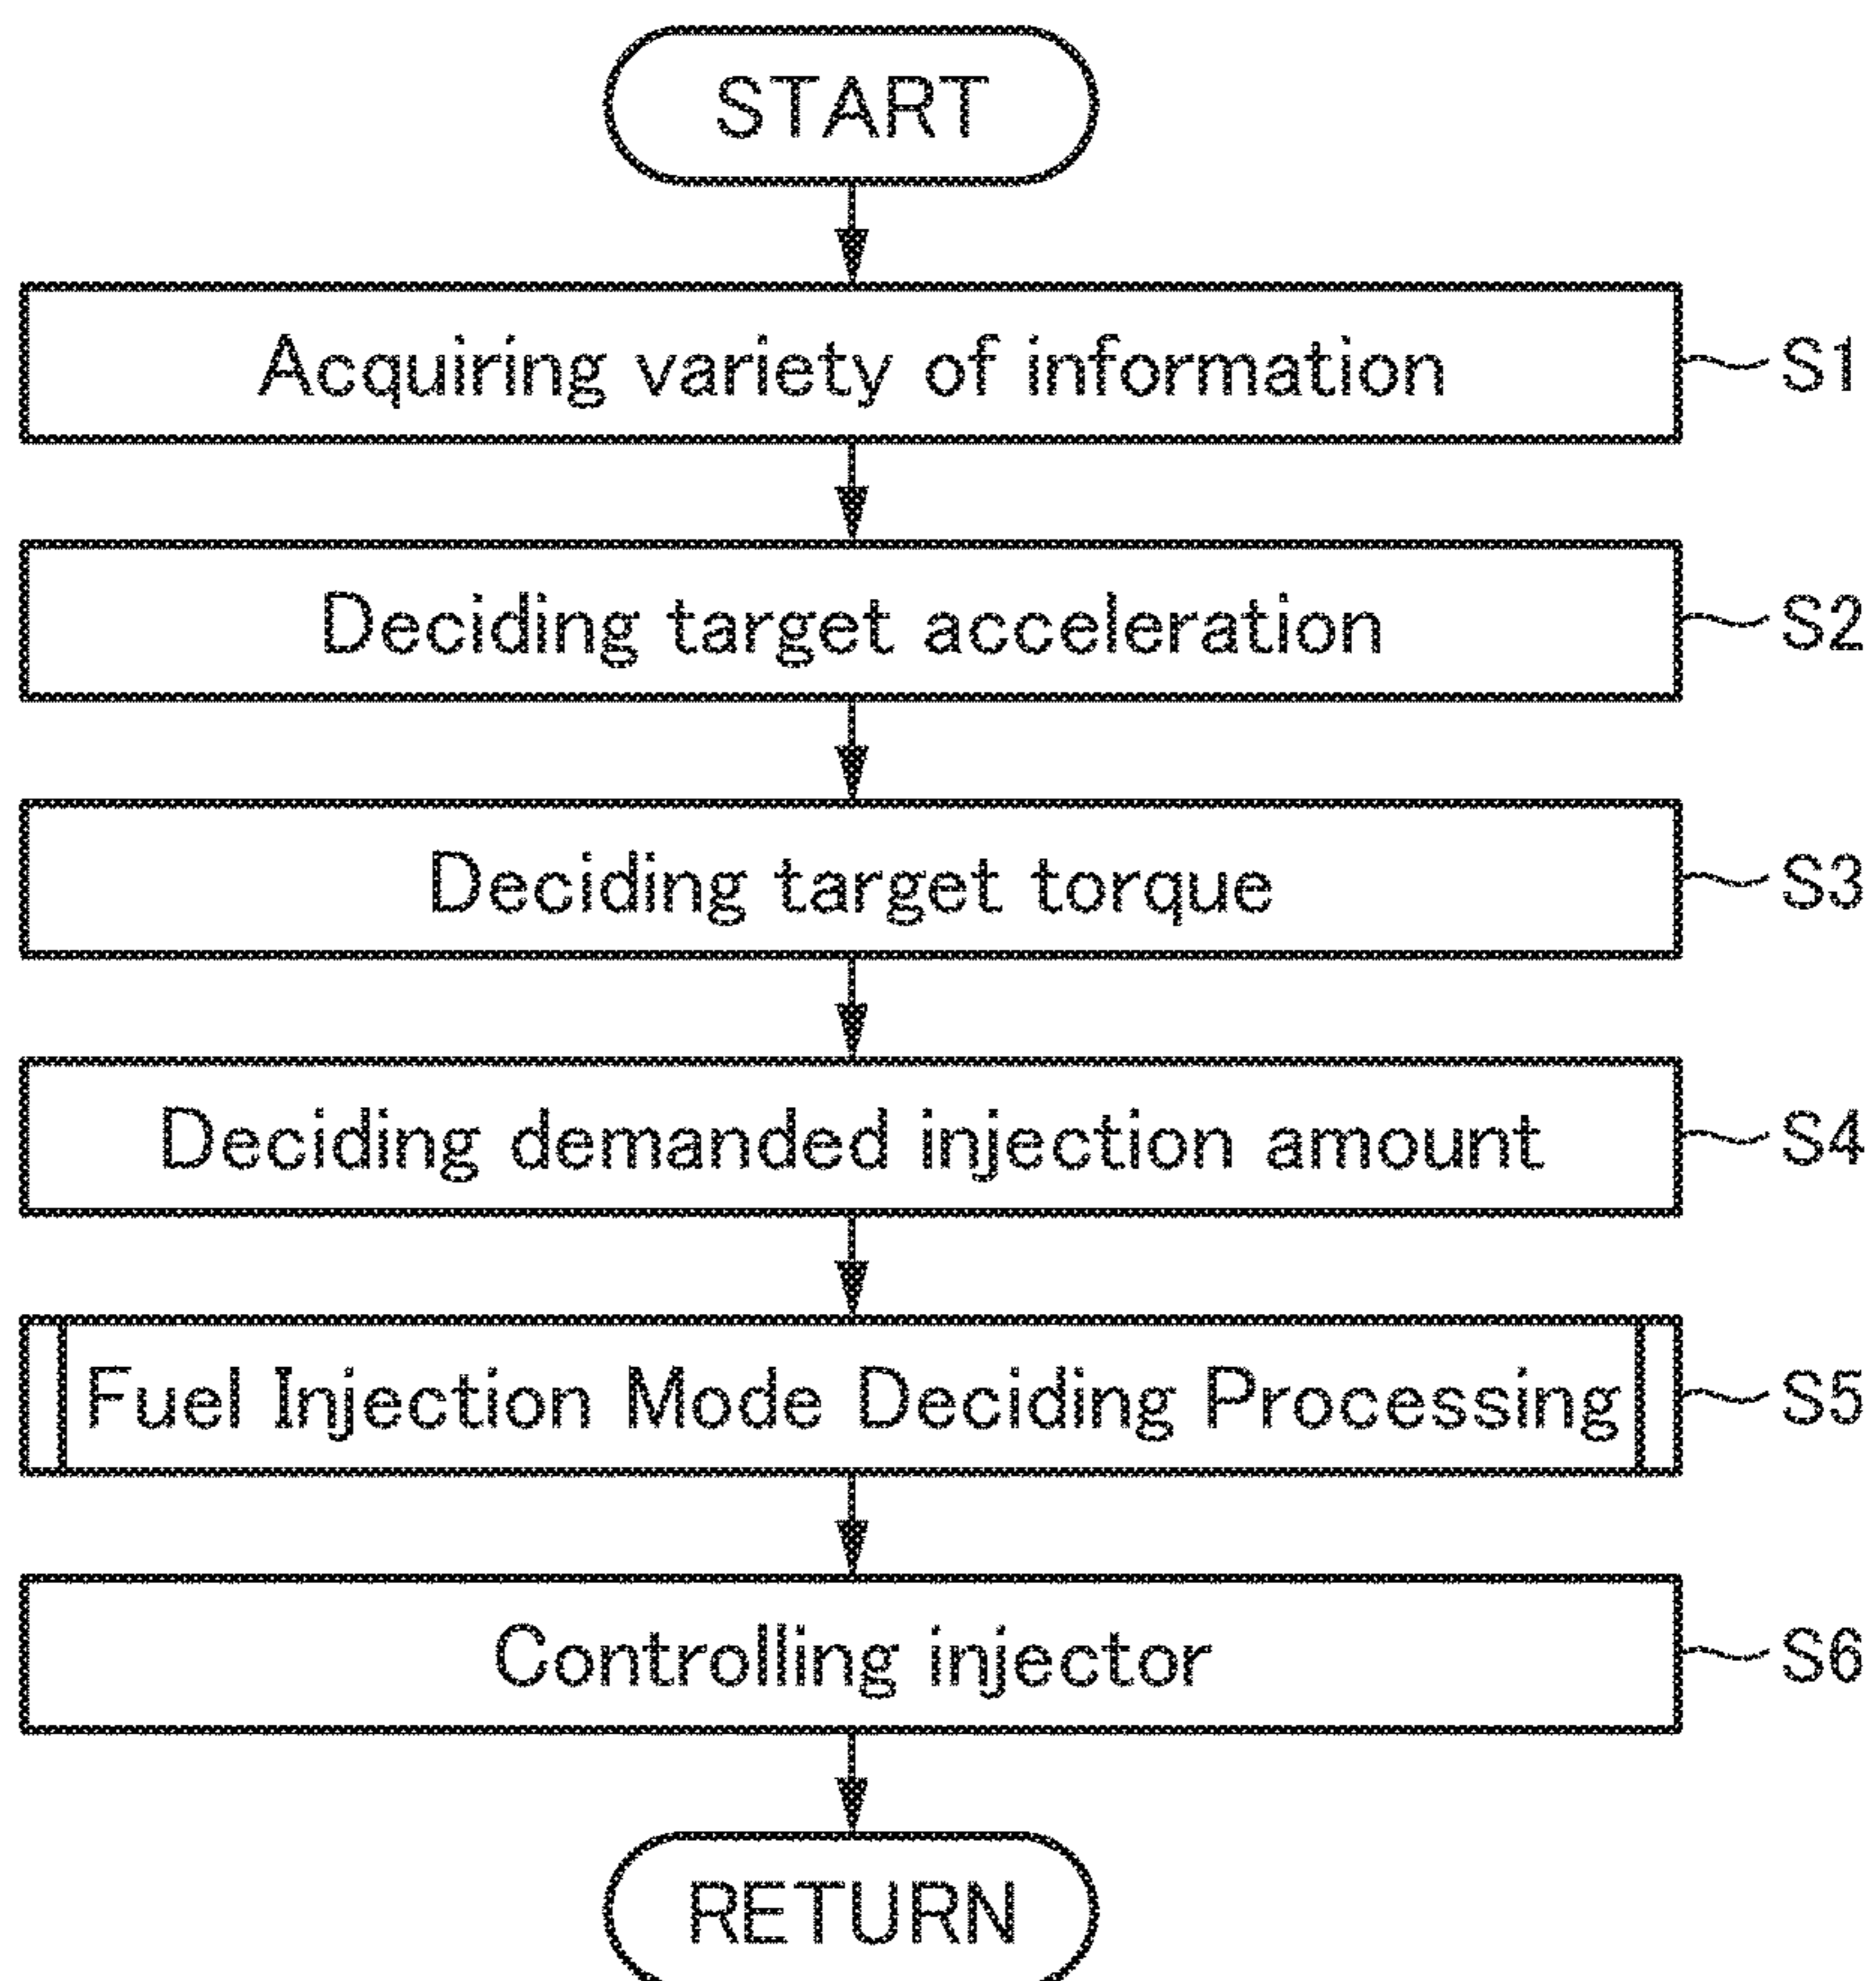 START
Acquiring variety of information
S1
Deciding target acceleration
S2
Deciding target torque
S3
Deciding demanded injection amount
S4
Fuel Injection Mode Deciding Processing
S5
Controlling injector
S6
RETURN